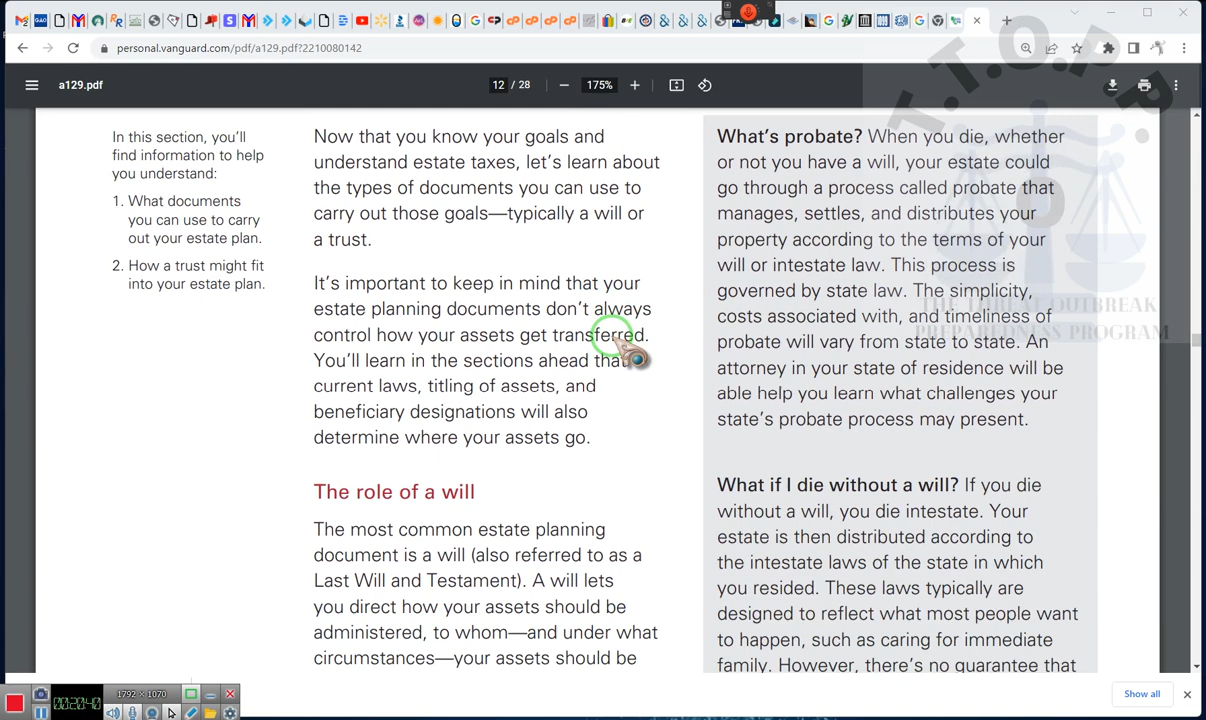 personal.vanguard.com/pdf/a129.pdf?2210080142
a129.pdf
12 / 28
175%
In this section, you'll
find information to help
you understand:
1. What documents
you can use to carry
out your estate plan.
2. How a trust might fit
into your estate plan.
Now that you know your goals and
understand estate taxes, let's learn about
the types of documents you can use to
carry out those goals—typically a will or
a trust.
It's important to keep in mind that your
estate planning documents don't always
control how your assets get transferred.
You'll learn in the sections ahead that
current laws, titling of assets, and
beneficiary designations will also
determine where your assets go.
The role of a will
The most common estate planning
document is a will (also referred to as a
Last Will and Testament). A will lets
you direct how your assets should be
administered, to whom—and under what
circumstances—your assets should be
What's probate? When you die, whether
or not you have a will, your estate could
go through a process called probate that
manages, settles, and distributes your
property according to the terms of your
will or intestate law. This process is
governed by state law. The simplicity,
costs associated with, and timeliness of
probate will vary from state to state. An
attorney in your state of residence will be
able help you learn what challenges your
state's probate process may present.
What if I die without a will? If you die
without a will, you die intestate. Your
estate is then distributed according to
the intestate laws of the state in which
you resided. These laws typically are
designed to reflect what most people want
to happen, such as caring for immediate
family. However, there's no guarantee that
T.T.O.P.P.
THE THREAT OUTBREAK
PREPAREDNESS PROGRAM
1792 × 1070
00:20:40
Show all